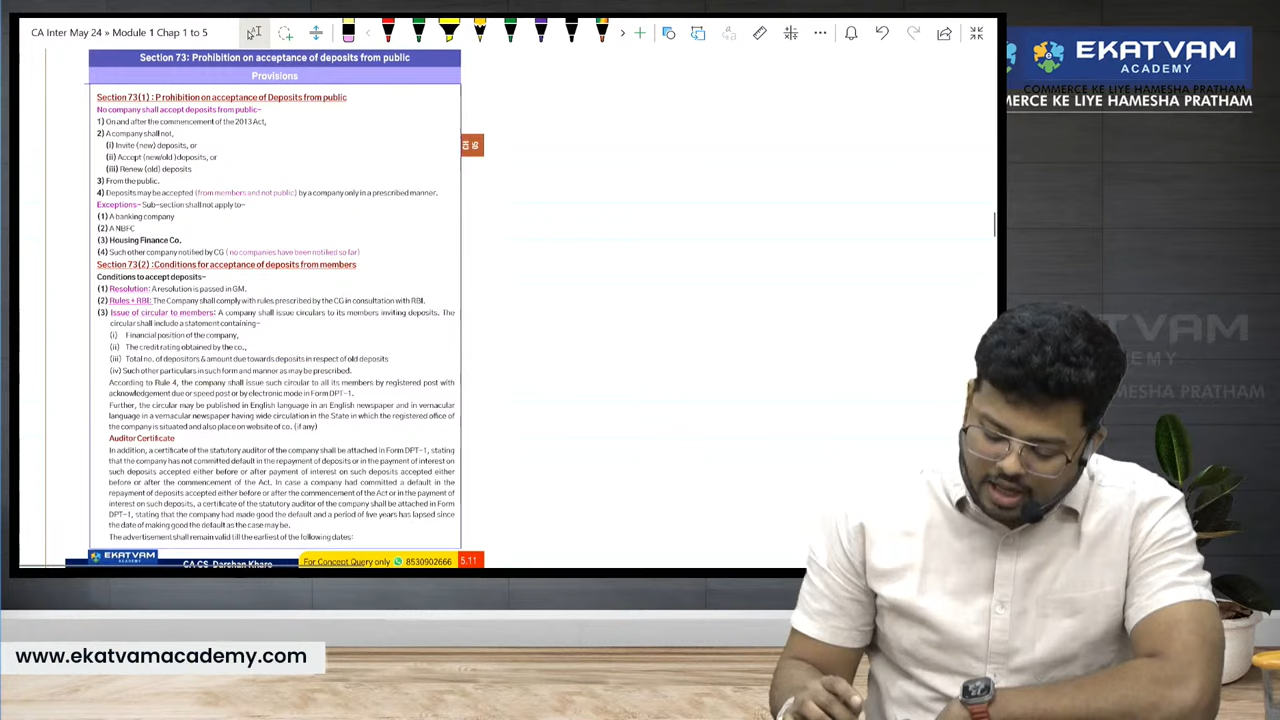 CA Inter May 24 » Module 1 Chap 1 to 5
Section 73: Prohibition on acceptance of deposits from public
Provisions
Section 73(1) : P rohibition on acceptance of Deposits from public
No company shall accept deposits from public–
1) On and after the commencement of the 2013 Act,
2) A company shall not,
(i) Invite (new) deposits, or
(ii) Accept (new/old) deposits, or
(iii) Renew (old) deposits
3) From the public.
4) Deposits may be accepted (from members and not public) by a company only in a prescribed manner.
Exceptions– Sub-section shall not apply to–
(1) A banking company
(2) A NBFC
(3) Housing Finance Co.
(4) Such other company notified by CG ( no companies have been notified so far)
Section 73(2) :Conditions for acceptance of deposits from members
Conditions to accept deposits–
(1) Resolution: A resolution is passed in GM.
(2) Rules + RBI: The Company shall comply with rules prescribed by the CG in consultation with RBI.
(3) Issue of circular to members: A company shall issue circulars to its members inviting deposits. The
circular shall include a statement containing–
(i) Financial position of the company,
(ii) The credit rating obtained by the co.,
(iii) Total no. of depositors & amount due towards deposits in respect of old deposits
(iv) Such other particulars in such form and manner as may be prescribed.
According to Rule 4, the company shall issue such circular to all its members by registered post with
acknowledgement due or speed post or by electronic mode in Form DPT–1.
Further, the circular may be published in English language in an English newspaper and in vernacular
language in a vernacular newspaper having wide circulation in the State in which the registered office of
the company is situated and also place on website of co. (if any)
Auditor Certificate
In addition, a certificate of the statutory auditor of the company shall be attached in Form DPT–1, stating
that the company has not committed default in the repayment of deposits or in the payment of interest on
such deposits accepted either before or after payment of interest on such deposits accepted either
before or after the commencement of the Act. In case a company had committed a default in the
repayment of deposits accepted either before or after the commencement of the Act or in the payment of
interest on such deposits, a certificate of the statutory auditor of the company shall be attached in Form
DPT–1, stating that the company had made good the default and a period of five years has lapsed since
the date of making good the default as the case may be.
The advertisement shall remain valid till the earliest of the following dates:
CH 05
EKATVAM
ACADEMY
CA CS Darshan Khare
For Concept Query only 8530902666
5.11
EKATVAM
ACADEMY
COMMERCE KE LIYE HAMESHA PRATHAM
MERCE KE LIYE HAMESHA PRATHAM
TVAM
EMY
HAMESHA PRATHAM
www.ekatvamacademy.com